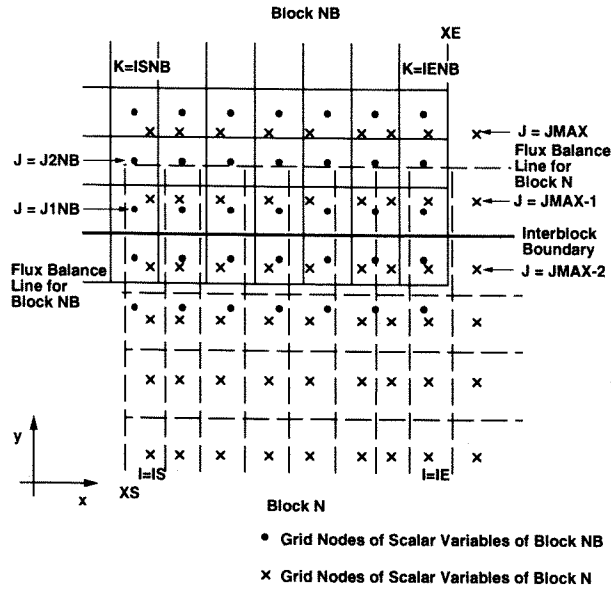 Block NB
XE
K=ISNB
K=IENB
J = JMAX
J = J2NB
Flux Balance
Line for
Block N
J = JMAX-1
J = J1NB
Interblock
Boundary
Flux Balance
Line for
Block NB
J = JMAX-2
y
x
I=IS
I=IE
XS
Block N
Grid Nodes of Scalar Variables of Block NB
Grid Nodes of Scalar Variables of Block N